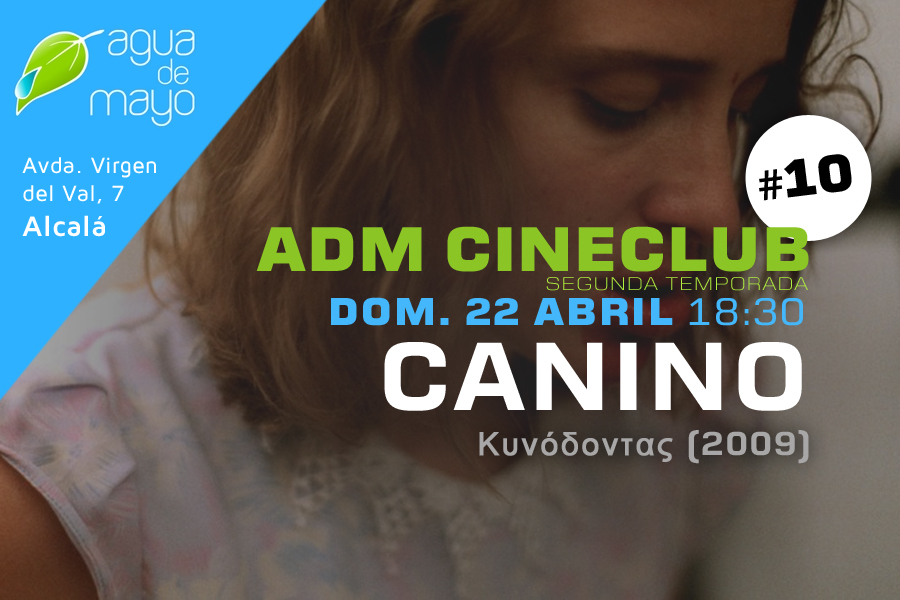 agua
de
mayo
Avda. Virgen
del Val, 7
Alcalá
#10
ADM CINECLUB
SEGUNDA TEMPORADA
DOM. 22 ABRIL 18:30
CANINO
Κυνόδοντας (2009)